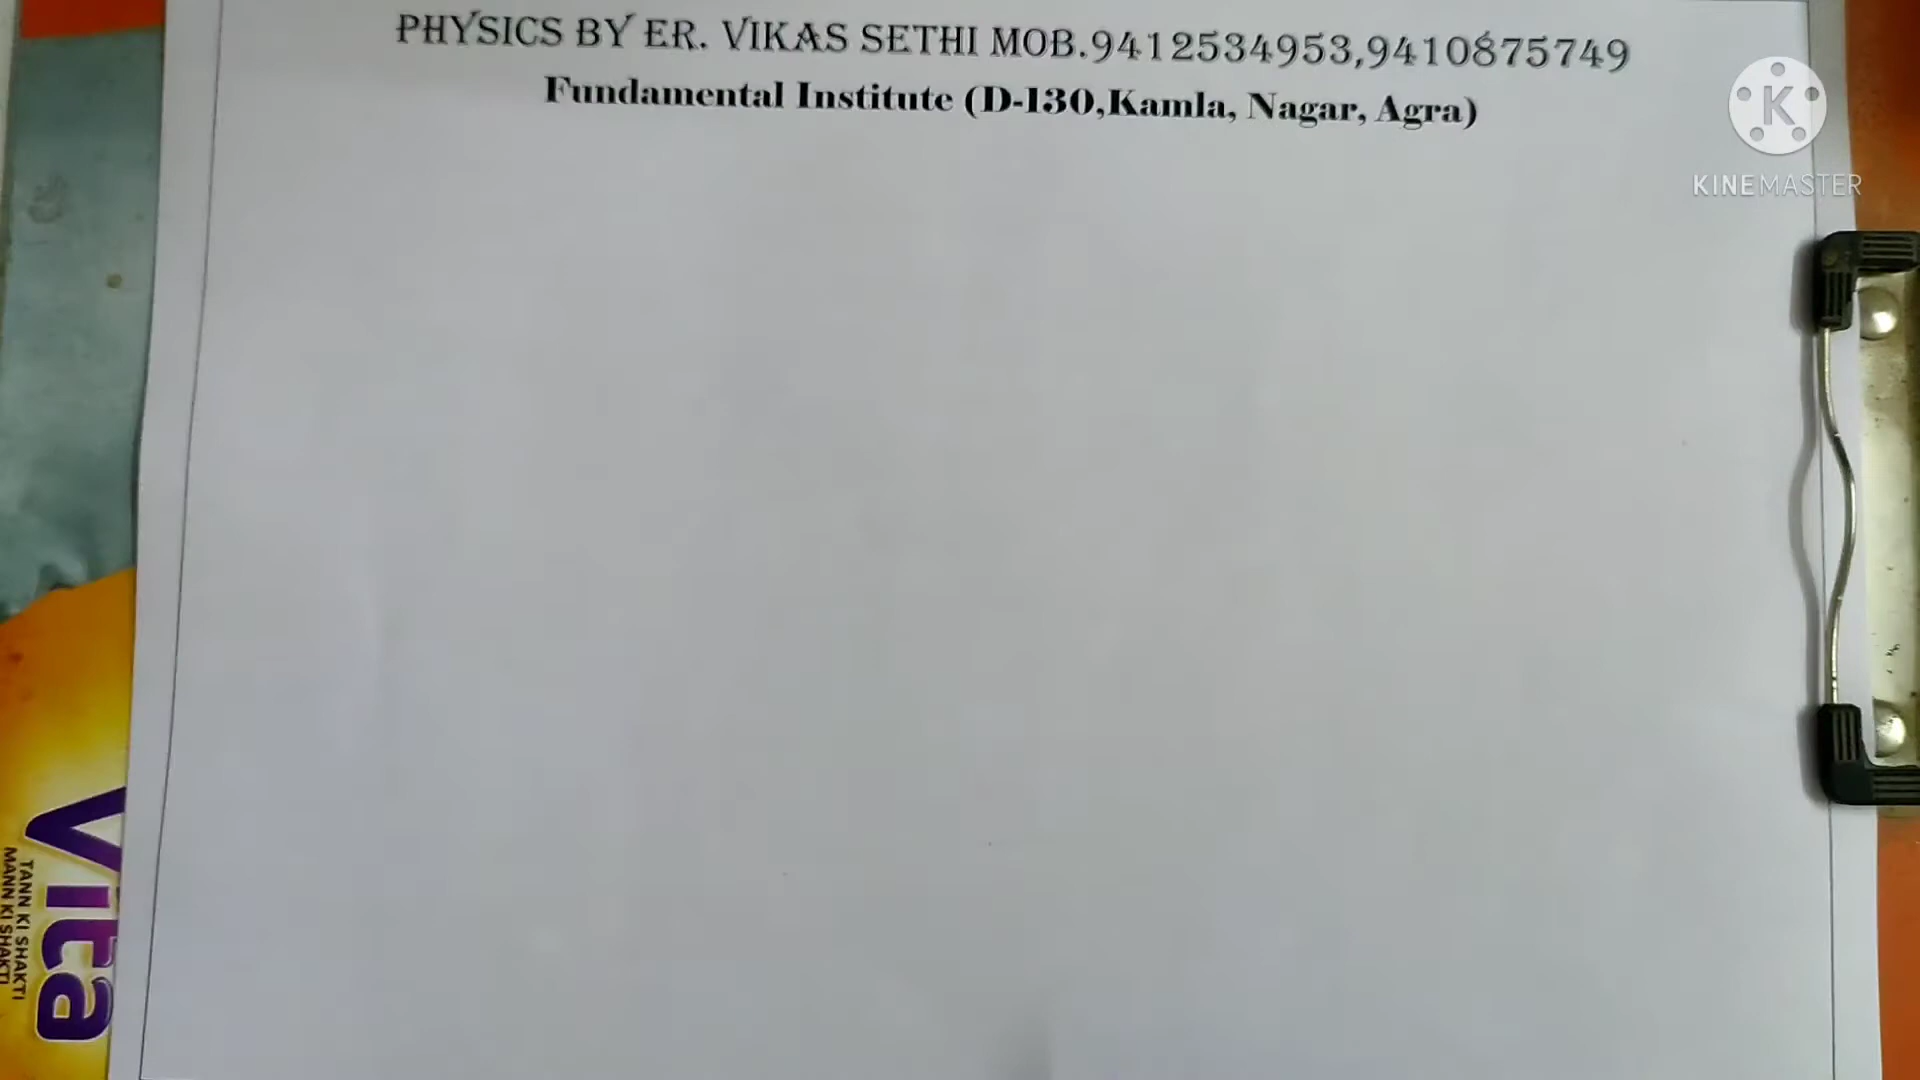 PHYSICS BY ER. VIKAS SETHI MOB.9412534953,9410875749
Fundamental Institute (D-130,Kamla, Nagar, Agra)
KINEMASTER
Vita
TANN KI SHAKTI
MANN KI SHAKTI